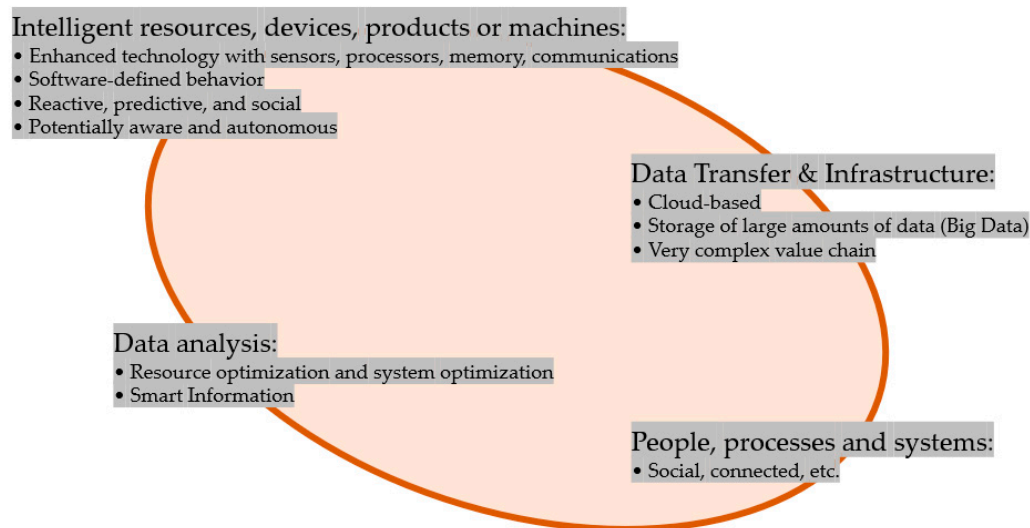 Intelligent resources, devices, products or machines:
• Enhanced technology with sensors, processors, memory, communications
• Software-defined behavior
• Reactive, predictive, and social
• Potentially aware and autonomous
Data Transfer & Infrastructure:
• Cloud-based
• Storage of large amounts of data (Big Data)
• Very complex value chain
Data analysis:
• Resource optimization and system optimization
• Smart Information
People, processes and systems:
• Social, connected, etc.